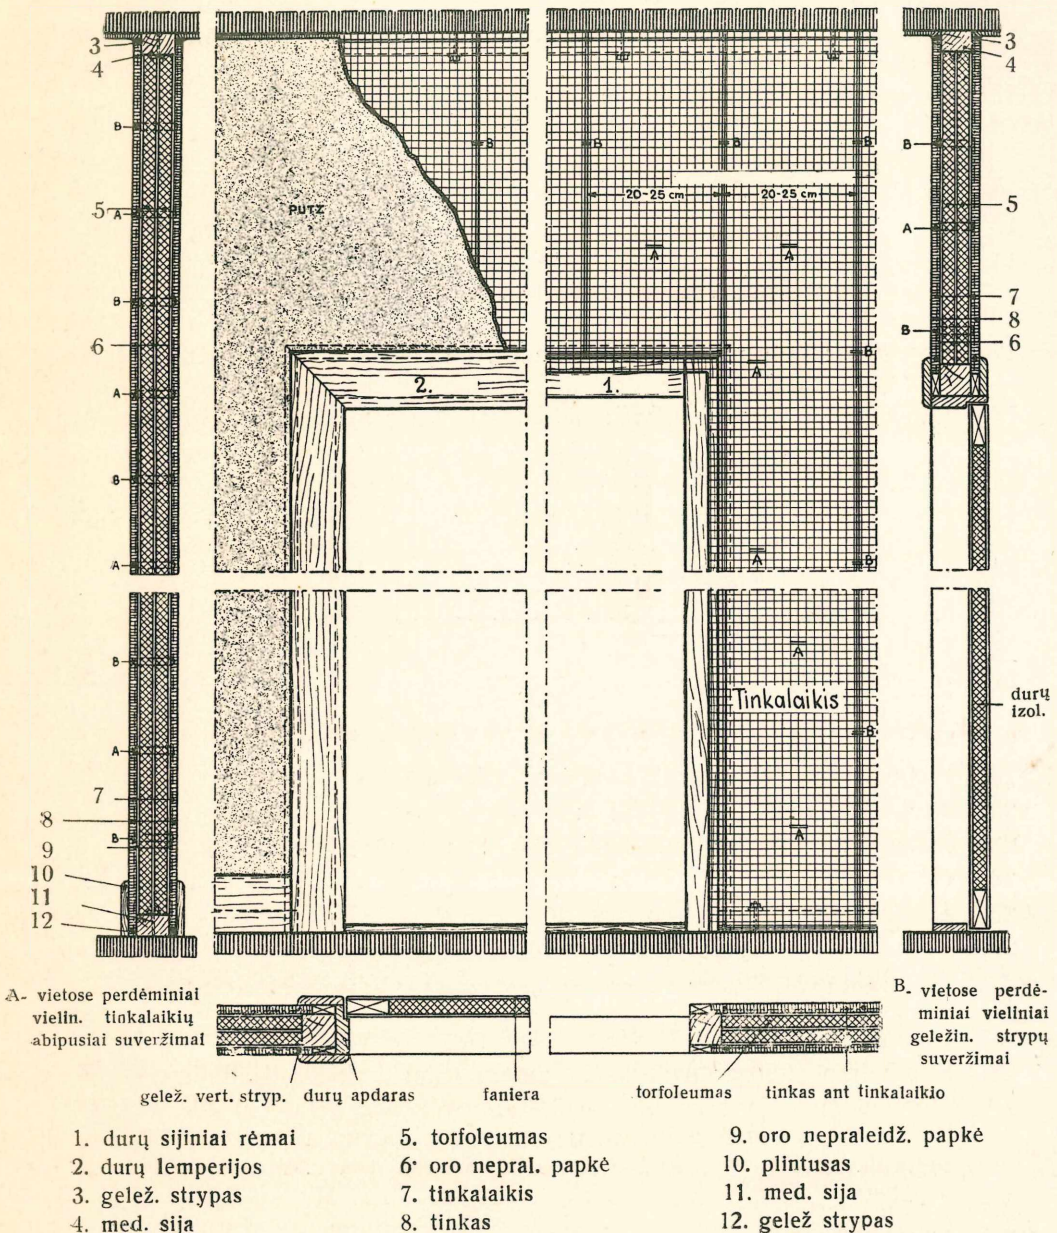 3
4
B
5
A
B
6
A
B
A
B
A
7
8
B
9
10
11
12
PUTZ
B
B
B
B
20-25 cm
20-25 cm
A
A
2.
1.
A
B
A
B
A
Tinkalaikis
B
A
3
4
B
5
A
7
8
B
6
durų
izol.
A- vietose perdėminiai
vielin. tinkalaikių
abipusiai suveržimai
B- vietose perdė-
miniai vieliniai
geležin. strypų
suveržimai
gelež. vert. stryp. durų apdaras faniera torfoleumas tinkas ant tinkalaikio
1. durų sijiniai rėmai
2. durų lemperijos
3. gelež. strypas
4. med. sija
5. torfoleumas
6. oro nepral. papkė
7. tinkalaikis
8. tinkas
9. oro nepraleidž. papkė
10. plintusas
11. med. sija
12. gelež strypas